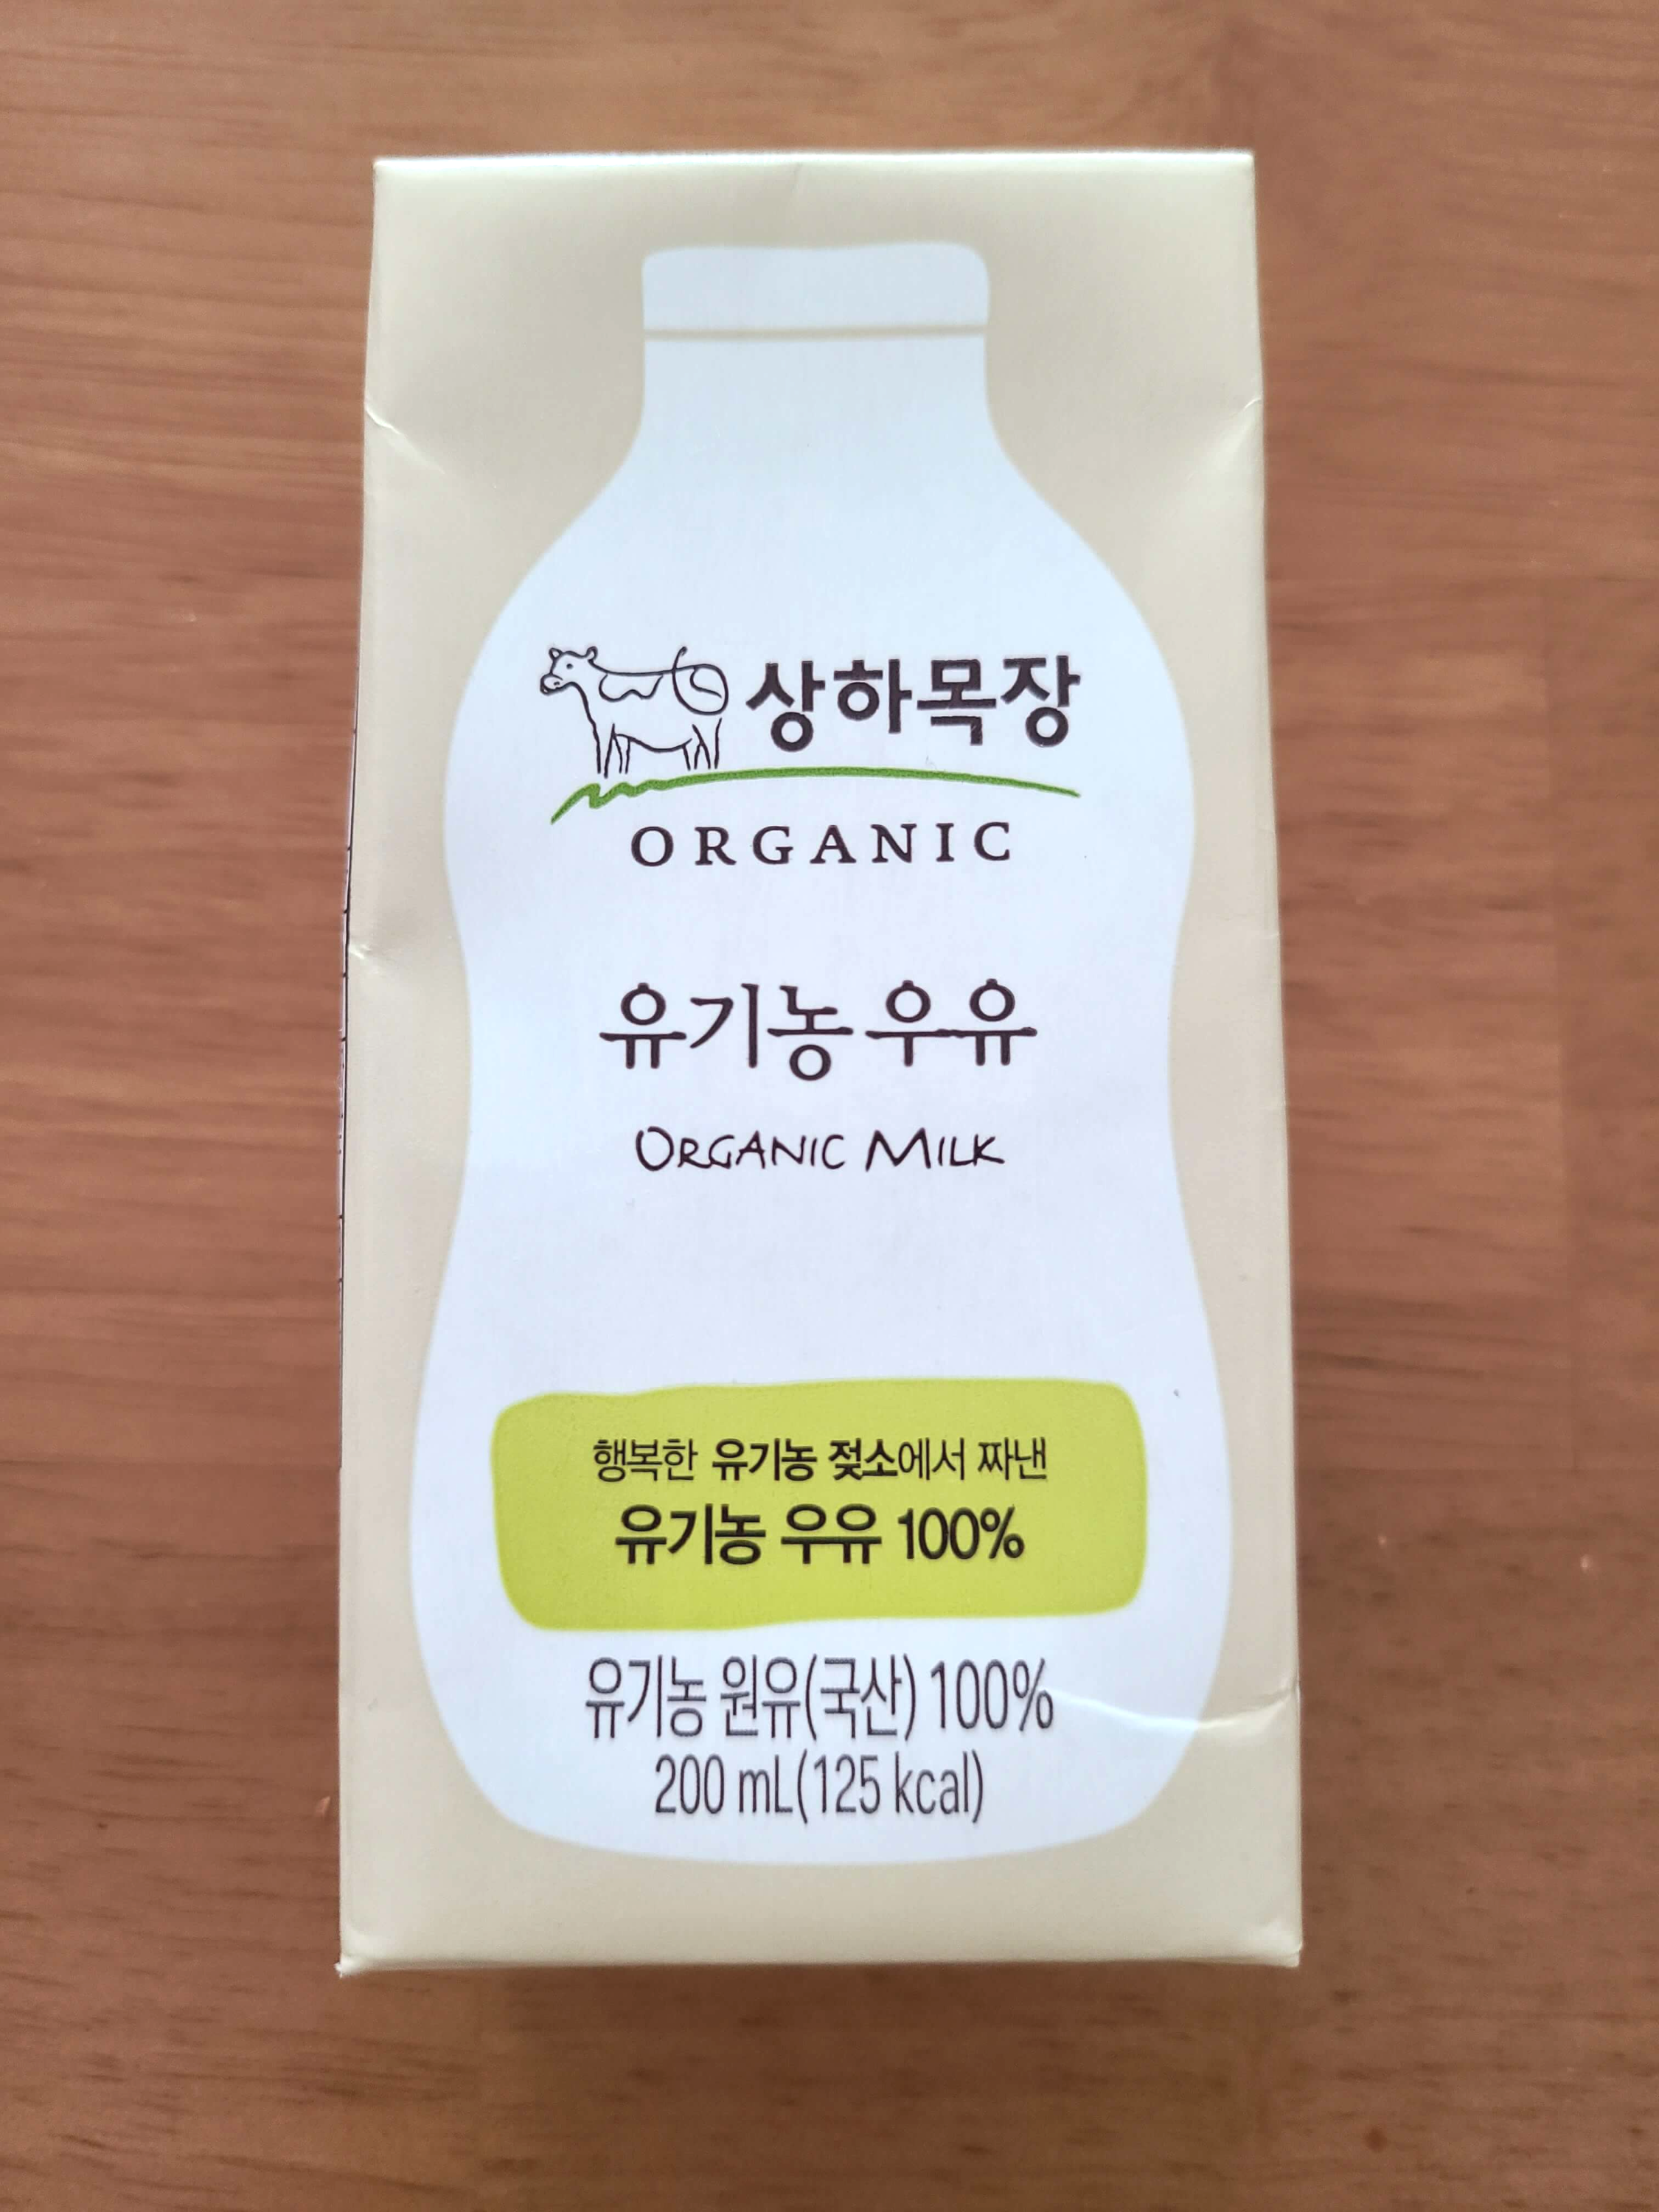 상하목장
ORGANIC
유기농우유
ORGANIC MILK
행복한 유기농 젖소에서 짜낸
유기농 우유 100%
유기농 원유(국산) 100%
200 mL(125 kcal)